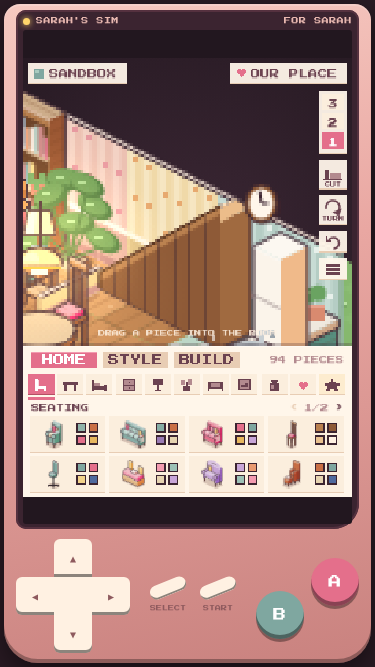 SARAH'S SIM
FOR SARAH
SANDBOX
OUR PLACE
3
2
1
CUT
TURN
DRAG A PIECE INTO THE ROOM
HOME
STYLE
BUILD
94 PIECES
SEATING
‹ 1/2 ›
SELECT
START
B
A